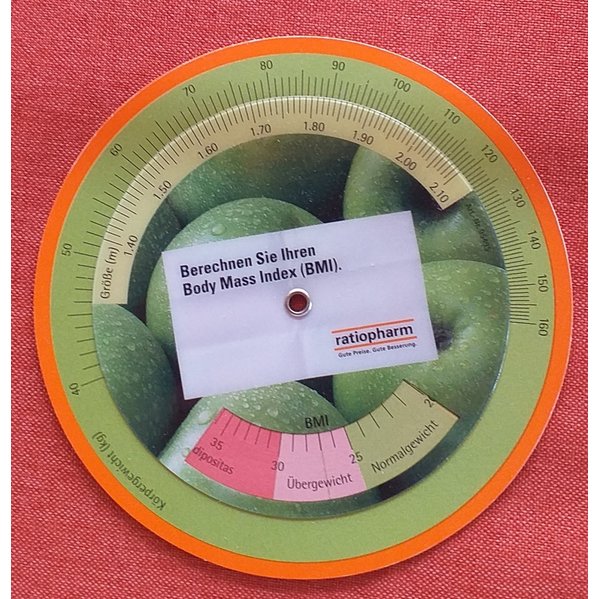 40
50
60
70
80
90
100
110
120
130
140
150
160
Körpergewicht (kg)
Größe (m)
1.40
1.50
1.60
1.70
1.80
1.90
2.00
2.10
Berechnen Sie Ihren
Body Mass Index (BMI).
ratiopharm
Gute Preise. Gute Besserung.
BMI
35
30
25
2
dipositas
Übergewicht
Normalgewicht